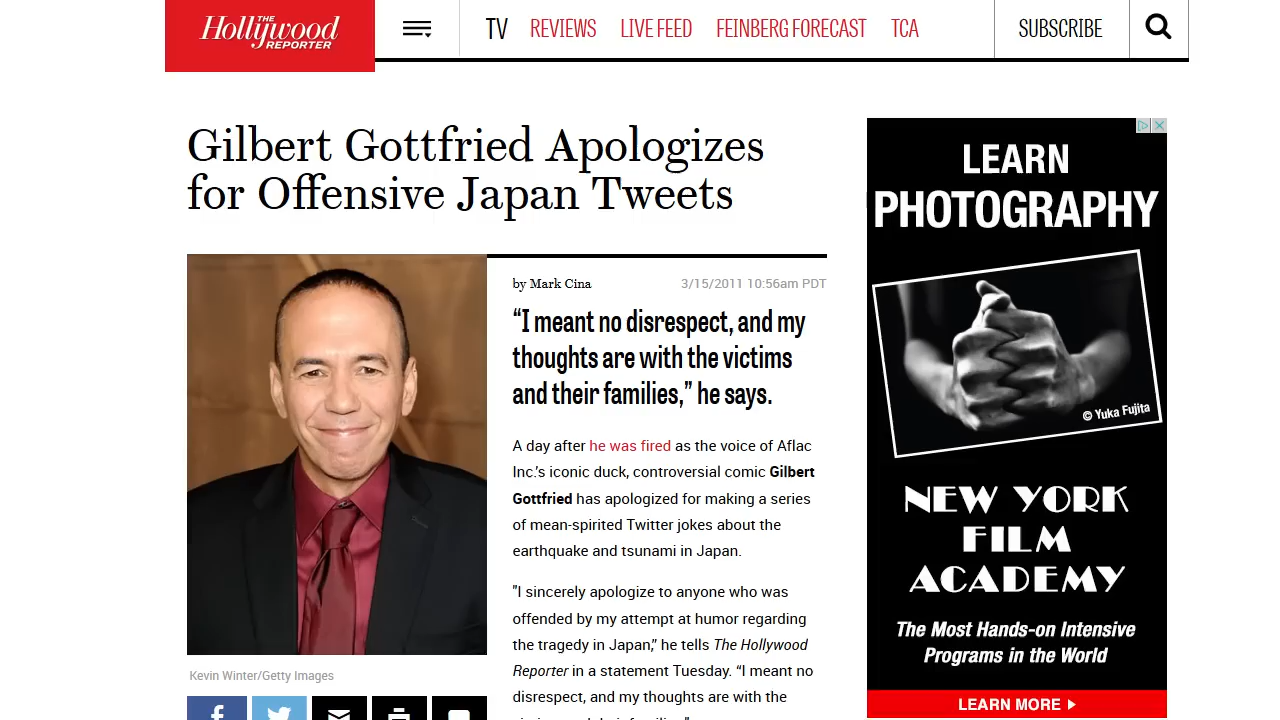 THE
Hollywood
REPORTER
TV REVIEWS LIVE FEED FEINBERG FORECAST TCA
SUBSCRIBE
Gilbert Gottfried Apologizes
for Offensive Japan Tweets
by Mark Cina 3/15/2011 10:56am PDT
“I meant no disrespect, and my
thoughts are with the victims
and their families,” he says.
A day after he was fired as the voice of Aflac
Inc.'s iconic duck, controversial comic Gilbert
Gottfried has apologized for making a series
of mean-spirited Twitter jokes about the
earthquake and tsunami in Japan.
"I sincerely apologize to anyone who was
offended by my attempt at humor regarding
the tragedy in Japan,” he tells The Hollywood
Reporter in a statement Tuesday. “I meant no
disrespect, and my thoughts are with the
Kevin Winter/Getty Images
LEARN
PHOTOGRAPHY
© Yuka Fujita
NEW YORK
FILM
ACADEMY
The Most Hands-on Intensive
Programs in the World
LEARN MORE